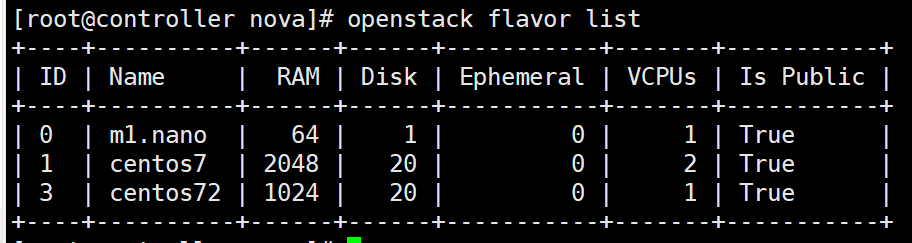 [root@controller nova]# openstack flavor list
+----+----------+------+------+-----------+-------+-----------+
| ID | Name     |  RAM | Disk | Ephemeral | VCPUs | Is Public |
+----+----------+------+------+-----------+-------+-----------+
| 0  | m1.nano  |   64 |    1 |         0 |     1 | True      |
| 1  | centos7  | 2048 |   20 |         0 |     2 | True      |
| 3  | centos72 | 1024 |   20 |         0 |     1 | True      |
+----+----------+------+------+-----------+-------+-----------+